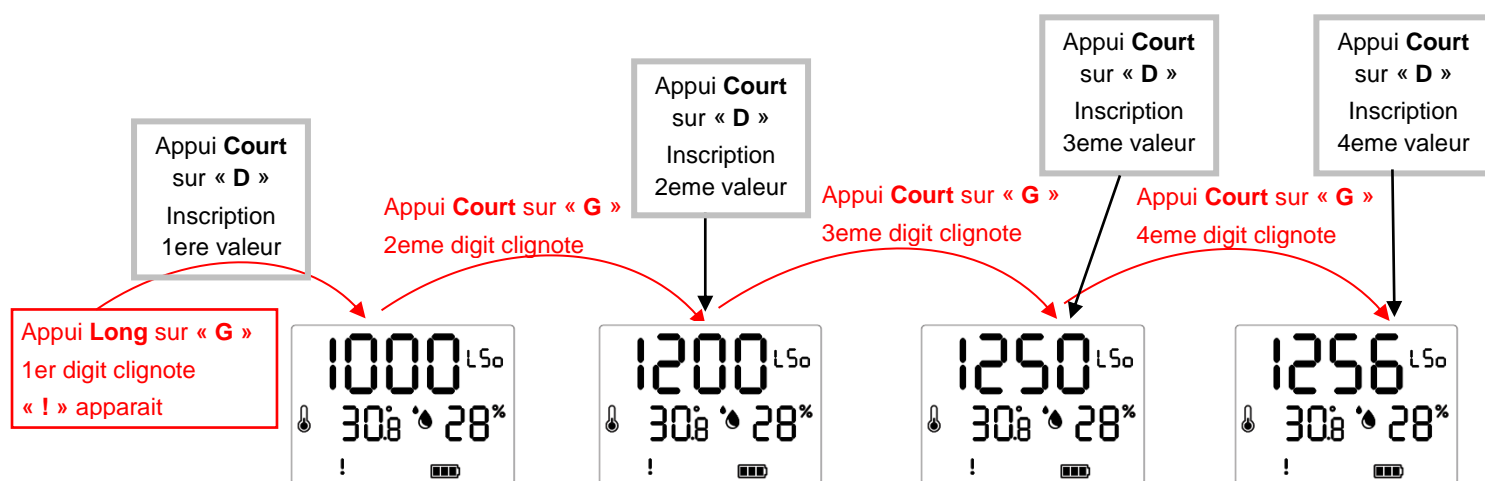 Appui Court
sur « D »
Inscription
1ere valeur
Appui Court
sur « D »
Inscription
2eme valeur
Appui Court
sur « D »
Inscription
3eme valeur
Appui Court
sur « D »
Inscription
4eme valeur
Appui Court sur « G »
2eme digit clignote
Appui Court sur « G »
3eme digit clignote
Appui Court sur « G »
4eme digit clignote
Appui Long sur « G »
1er digit clignote
« ! » apparait
1000 LSo
30.8° 28%
!
1200 LSo
30.8° 28%
!
1250 LSo
30.8° 28%
!
1256 LSo
30.8° 28%
!